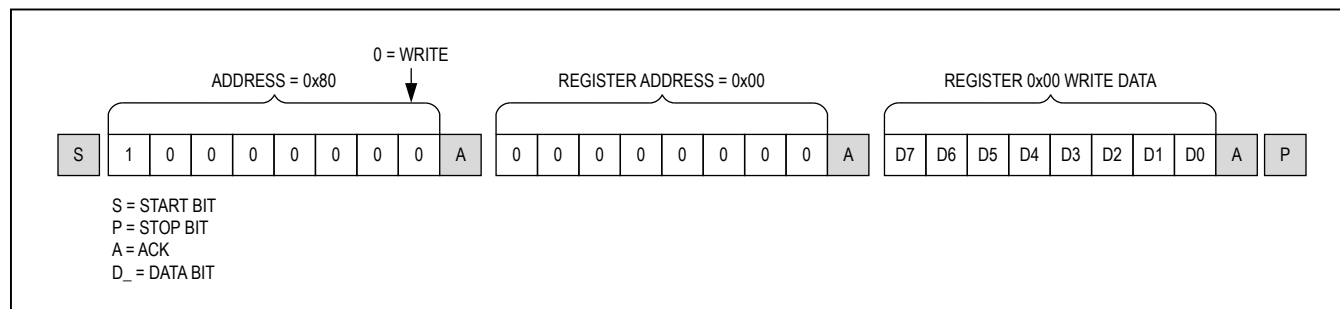 0 = WRITE
ADDRESS = 0x80 REGISTER ADDRESS = 0x00 REGISTER 0x00 WRITE DATA
S 1 0 0 0 0 0 0 0 A 0 0 0 0 0 0 0 0 A D7 D6 D5 D4 D3 D2 D1 D0 A P
S = START BIT
P = STOP BIT
A = ACK
D_ = DATA BIT